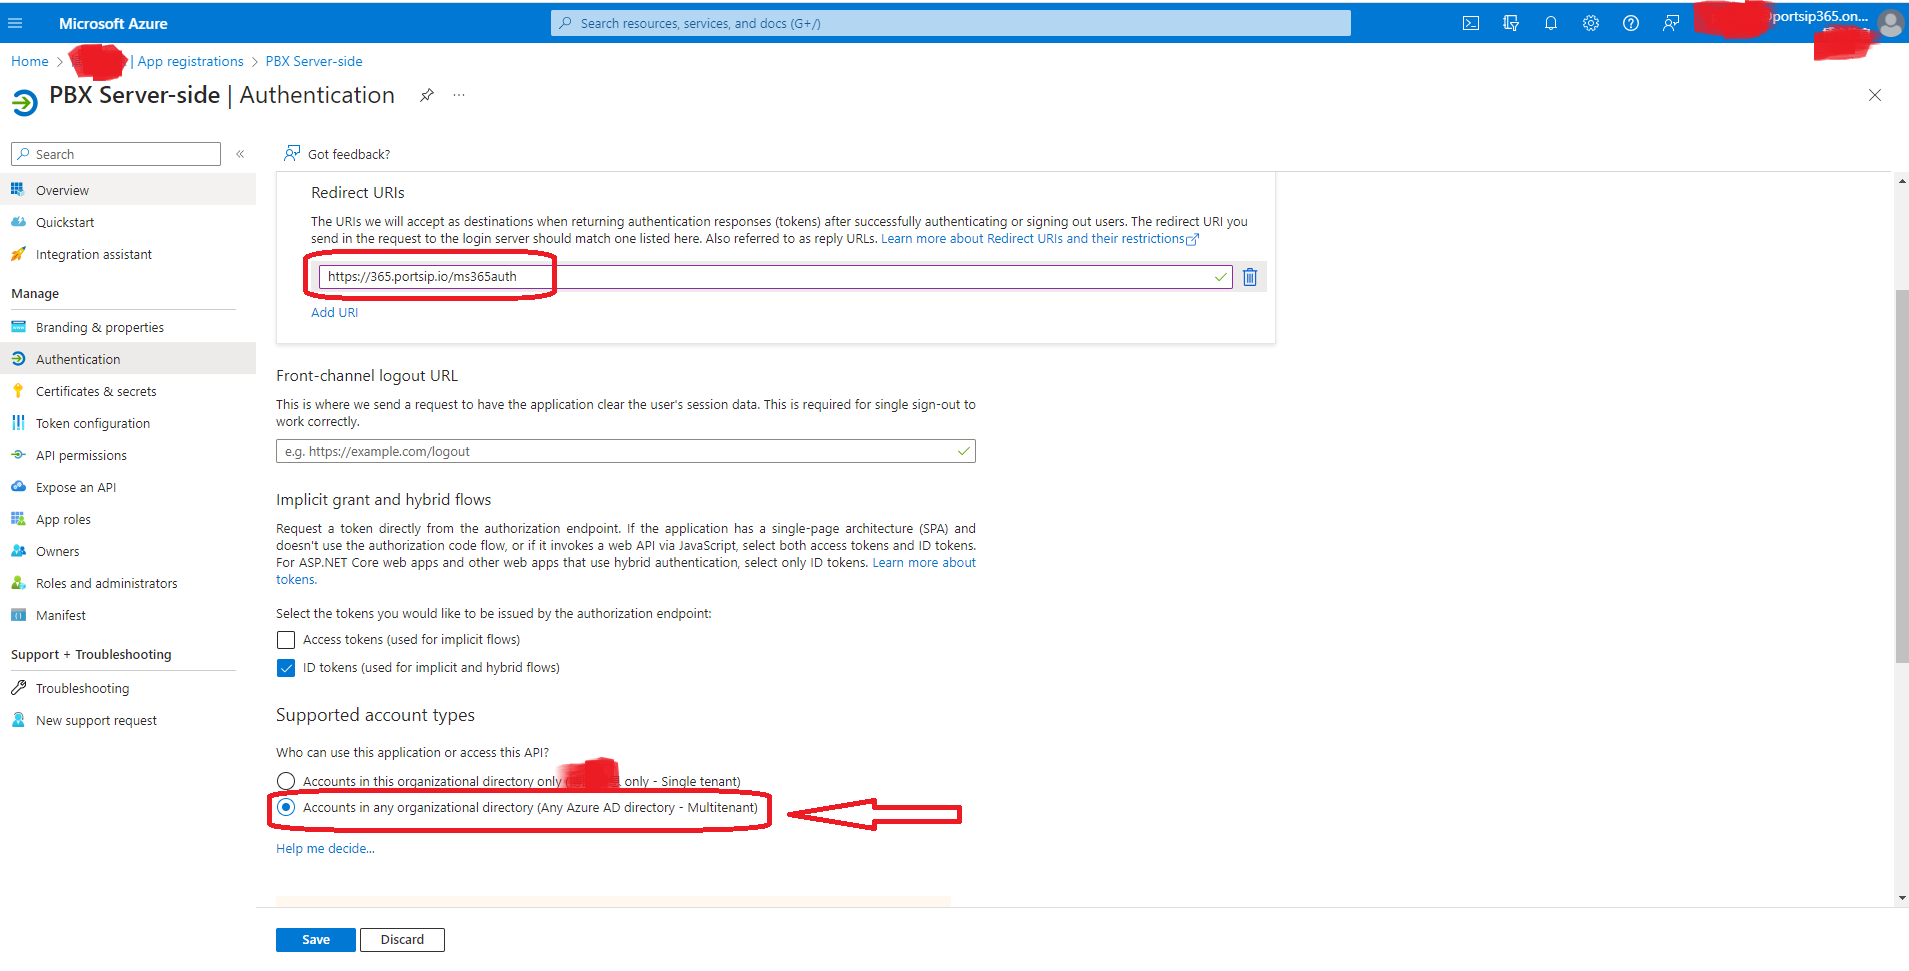 Microsoft Azure
Search resources, services, and docs (G+/)
portsip365.on...
Home > | App registrations > PBX Server-side
PBX Server-side | Authentication
...
Search
«
Got feedback?
Overview
Quickstart
Integration assistant
Manage
Branding & properties
Authentication
Certificates & secrets
Token configuration
API permissions
Expose an API
App roles
Owners
Roles and administrators
Manifest
Support + Troubleshooting
Troubleshooting
New support request
Redirect URIs
The URIs we will accept as destinations when returning authentication responses (tokens) after successfully authenticating or signing out users. The redirect URI you
send in the request to the login server should match one listed here. Also referred to as reply URLs. Learn more about Redirect URIs and their restrictions
https://365.portsip.io/ms365auth
Add URI
Front-channel logout URL
This is where we send a request to have the application clear the user's session data. This is required for single sign-out to
work correctly.
e.g. https://example.com/logout
Implicit grant and hybrid flows
Request a token directly from the authorization endpoint. If the application has a single-page architecture (SPA) and
doesn't use the authorization code flow, or if it invokes a web API via JavaScript, select both access tokens and ID tokens.
For ASP.NET Core web apps and other web apps that use hybrid authentication, select only ID tokens. Learn more about
tokens.
Select the tokens you would like to be issued by the authorization endpoint:
Access tokens (used for implicit flows)
ID tokens (used for implicit and hybrid flows)
Supported account types
Who can use this application or access this API?
Accounts in this organizational directory only ( only - Single tenant)
Accounts in any organizational directory (Any Azure AD directory - Multitenant)
Help me decide...
Save
Discard